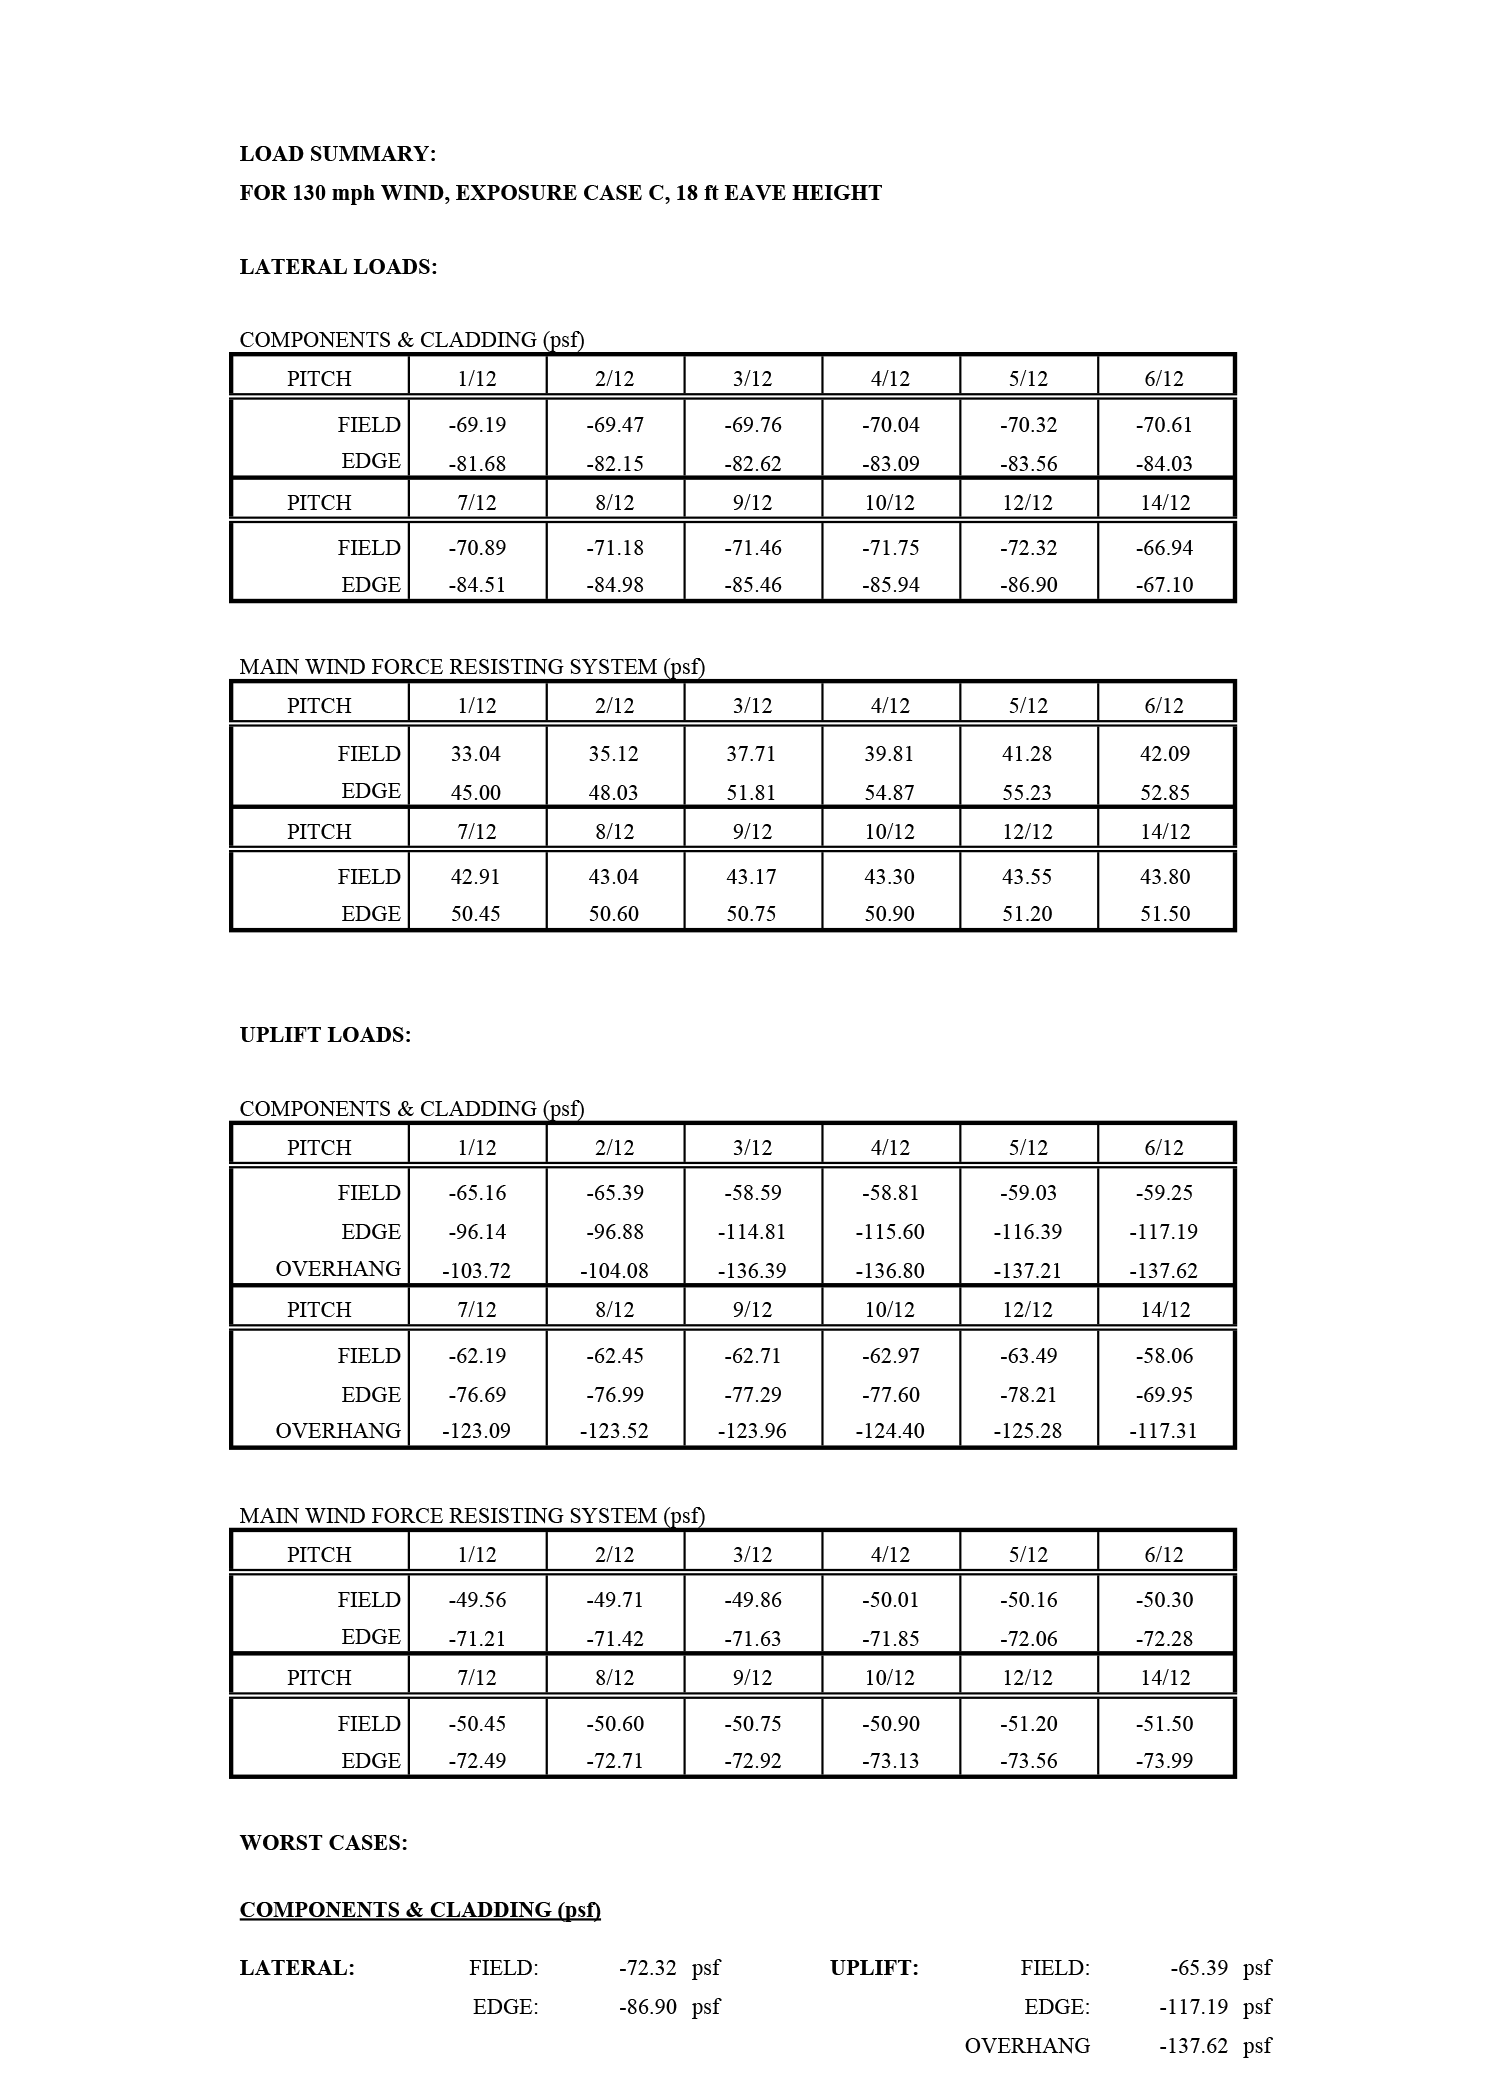 LOAD SUMMARY:
FOR 130 mph WIND, EXPOSURE CASE C, 18 ft EAVE HEIGHT
LATERAL LOADS:
COMPONENTS & CLADDING (psf)
PITCH 1/12 2/12 3/12 4/12 5/12 6/12
FIELD -69.19 -69.47 -69.76 -70.04 -70.32 -70.61
EDGE -81.68 -82.15 -82.62 -83.09 -83.56 -84.03
PITCH 7/12 8/12 9/12 10/12 12/12 14/12
FIELD -70.89 -71.18 -71.46 -71.75 -72.32 -66.94
EDGE -84.51 -84.98 -85.46 -85.94 -86.90 -67.10
MAIN WIND FORCE RESISTING SYSTEM (psf)
PITCH 1/12 2/12 3/12 4/12 5/12 6/12
FIELD 33.04 35.12 37.71 39.81 41.28 42.09
EDGE 45.00 48.03 51.81 54.87 55.23 52.85
PITCH 7/12 8/12 9/12 10/12 12/12 14/12
FIELD 42.91 43.04 43.17 43.30 43.55 43.80
EDGE 50.45 50.60 50.75 50.90 51.20 51.50
UPLIFT LOADS:
COMPONENTS & CLADDING (psf)
PITCH 1/12 2/12 3/12 4/12 5/12 6/12
FIELD -65.16 -65.39 -58.59 -58.81 -59.03 -59.25
EDGE -96.14 -96.88 -114.81 -115.60 -116.39 -117.19
OVERHANG -103.72 -104.08 -136.39 -136.80 -137.21 -137.62
PITCH 7/12 8/12 9/12 10/12 12/12 14/12
FIELD -62.19 -62.45 -62.71 -62.97 -63.49 -58.06
EDGE -76.69 -76.99 -77.29 -77.60 -78.21 -69.95
OVERHANG -123.09 -123.52 -123.96 -124.40 -125.28 -117.31
MAIN WIND FORCE RESISTING SYSTEM (psf)
PITCH 1/12 2/12 3/12 4/12 5/12 6/12
FIELD -49.56 -49.71 -49.86 -50.01 -50.16 -50.30
EDGE -71.21 -71.42 -71.63 -71.85 -72.06 -72.28
PITCH 7/12 8/12 9/12 10/12 12/12 14/12
FIELD -50.45 -50.60 -50.75 -50.90 -51.20 -51.50
EDGE -72.49 -72.71 -72.92 -73.13 -73.56 -73.99
WORST CASES:
COMPONENTS & CLADDING (psf)
LATERAL: FIELD: -72.32 psf UPLIFT: FIELD: -65.39 psf
EDGE: -86.90 psf EDGE: -117.19 psf
OVERHANG -137.62 psf